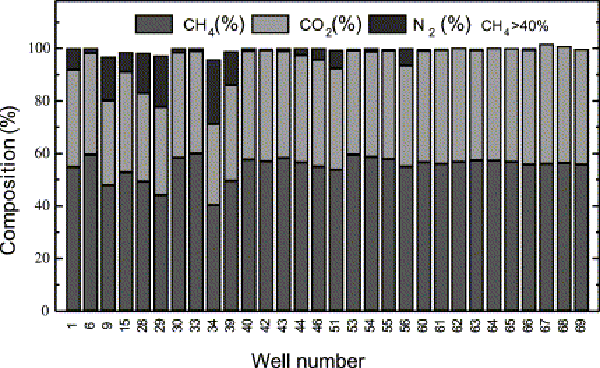 CH₄(%) CO₂(%) N₂ (%) CH₄>40%
100
80
60
40
20
0
Composition (%)
1 6 9 15 28 29 30 33 34 39 40 42 43 44 46 51 53 54 55 56 60 61 62 63 64 65 66 67 68 69
Well number